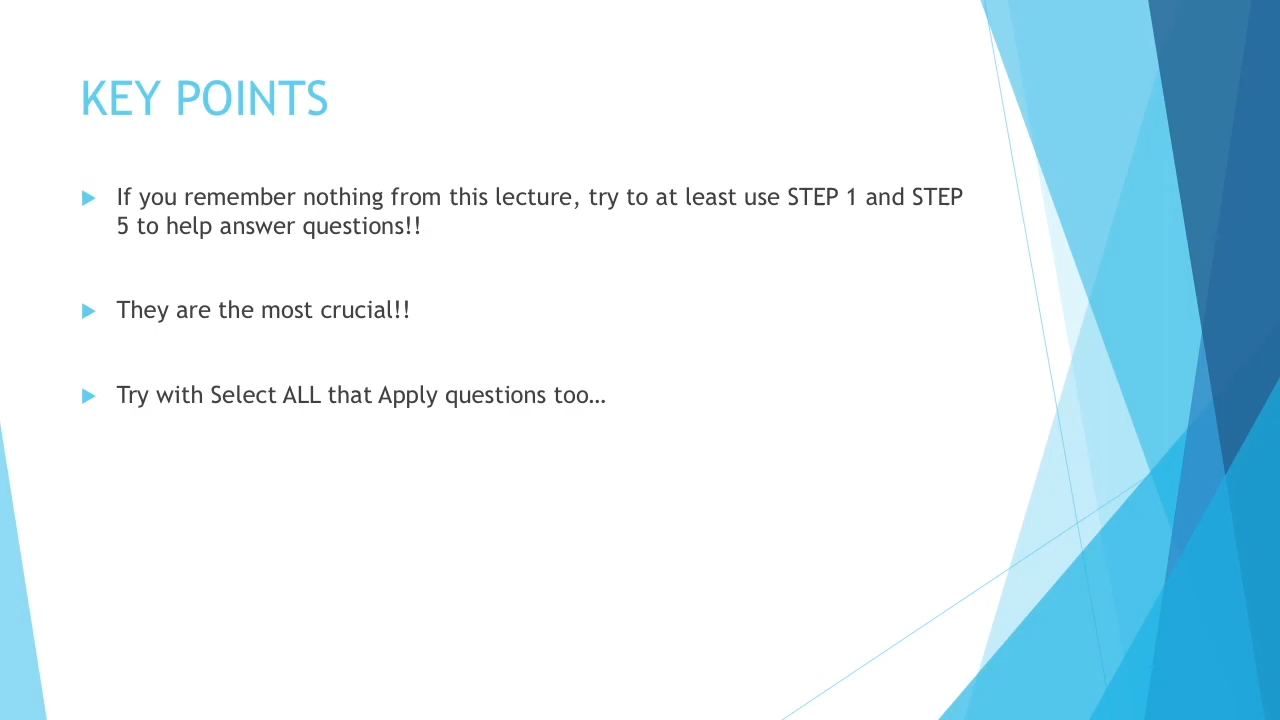 KEY POINTS
If you remember nothing from this lecture, try to at least use STEP 1 and STEP
5 to help answer questions!!
They are the most crucial!!
Try with Select ALL that Apply questions too…